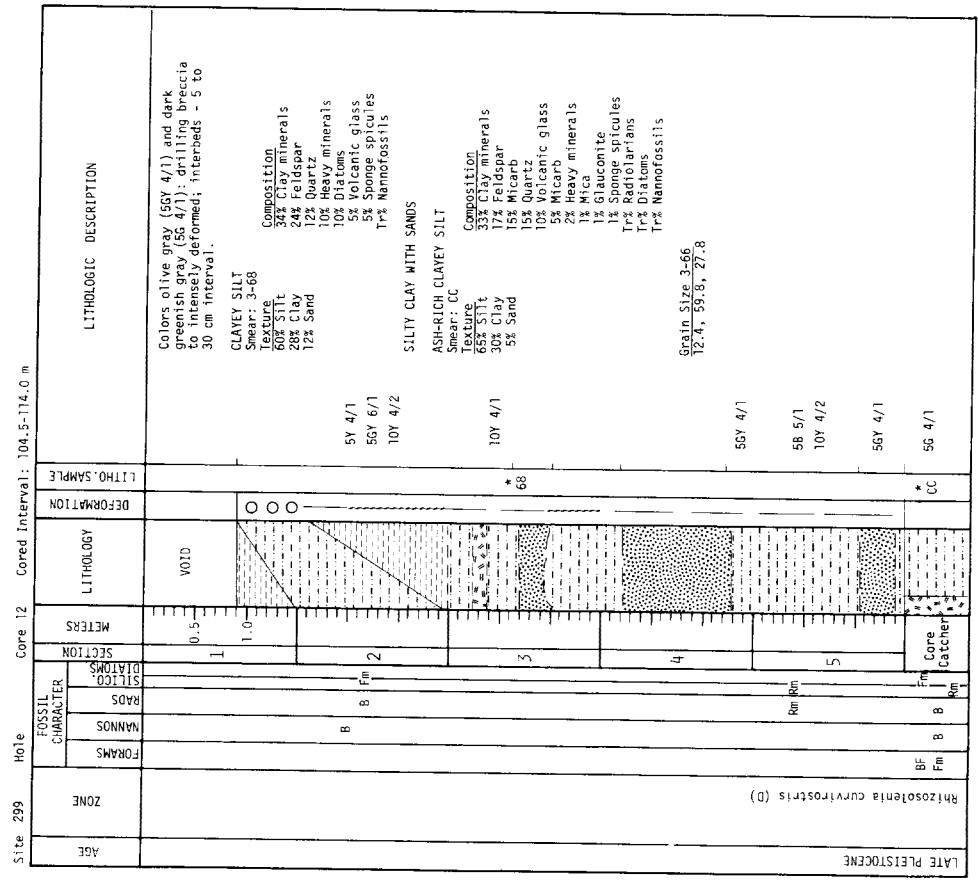 Site 299 Hole Core 12 Cored Interval: 104.5-114.0 m
AGE
ZONE
FOSSIL
CHARACTER
FORAMS
NANNOS
RADS
SILICO.
DIATOMS
SECTION
METERS
LITHOLOGY
DEFORMATION
LITHO.SAMPLE
LITHOLOGIC DESCRIPTION
LATE PLEISTOCENE
Rhizosolenia curvirostris (D)
B
B
Fm
Rm
Rm
BF
Fm
B
B
Fm
Rm
1
2
3
4
5
Core
Catcher
0.5
1.0
VOID
*
68
*
CC
5Y 4/1
5GY 6/1
10Y 4/2
10Y 4/1
5GY 4/1
5B 5/1
10Y 4/2
5GY 4/1
5G 4/1
Colors olive gray (5GY 4/1) and dark
greenish gray (5G 4/1): drilling breccia
to intensely deformed; interbeds - 5 to
30 cm interval.
CLAYEY SILT
Smear: 3-68
Texture Composition
60% Silt 34% Clay minerals
28% Clay 24% Feldspar
12% Sand 12% Quartz
10% Heavy minerals
10% Diatoms
5% Volcanic glass
5% Sponge spicules
Tr% Nannofossils
SILTY CLAY WITH SANDS
ASH-RICH CLAYEY SILT
Smear: CC
Texture Composition
65% Silt 33% Clay minerals
30% Clay 17% Feldspar
5% Sand 15% Micarb
15% Quartz
10% Volcanic glass
5% Micarb
2% Heavy minerals
1% Mica
1% Glauconite
1% Sponge spicules
Tr% Radiolarians
Tr% Diatoms
Tr% Nannofossils
Grain Size 3-66
12.4, 59.8, 27.8